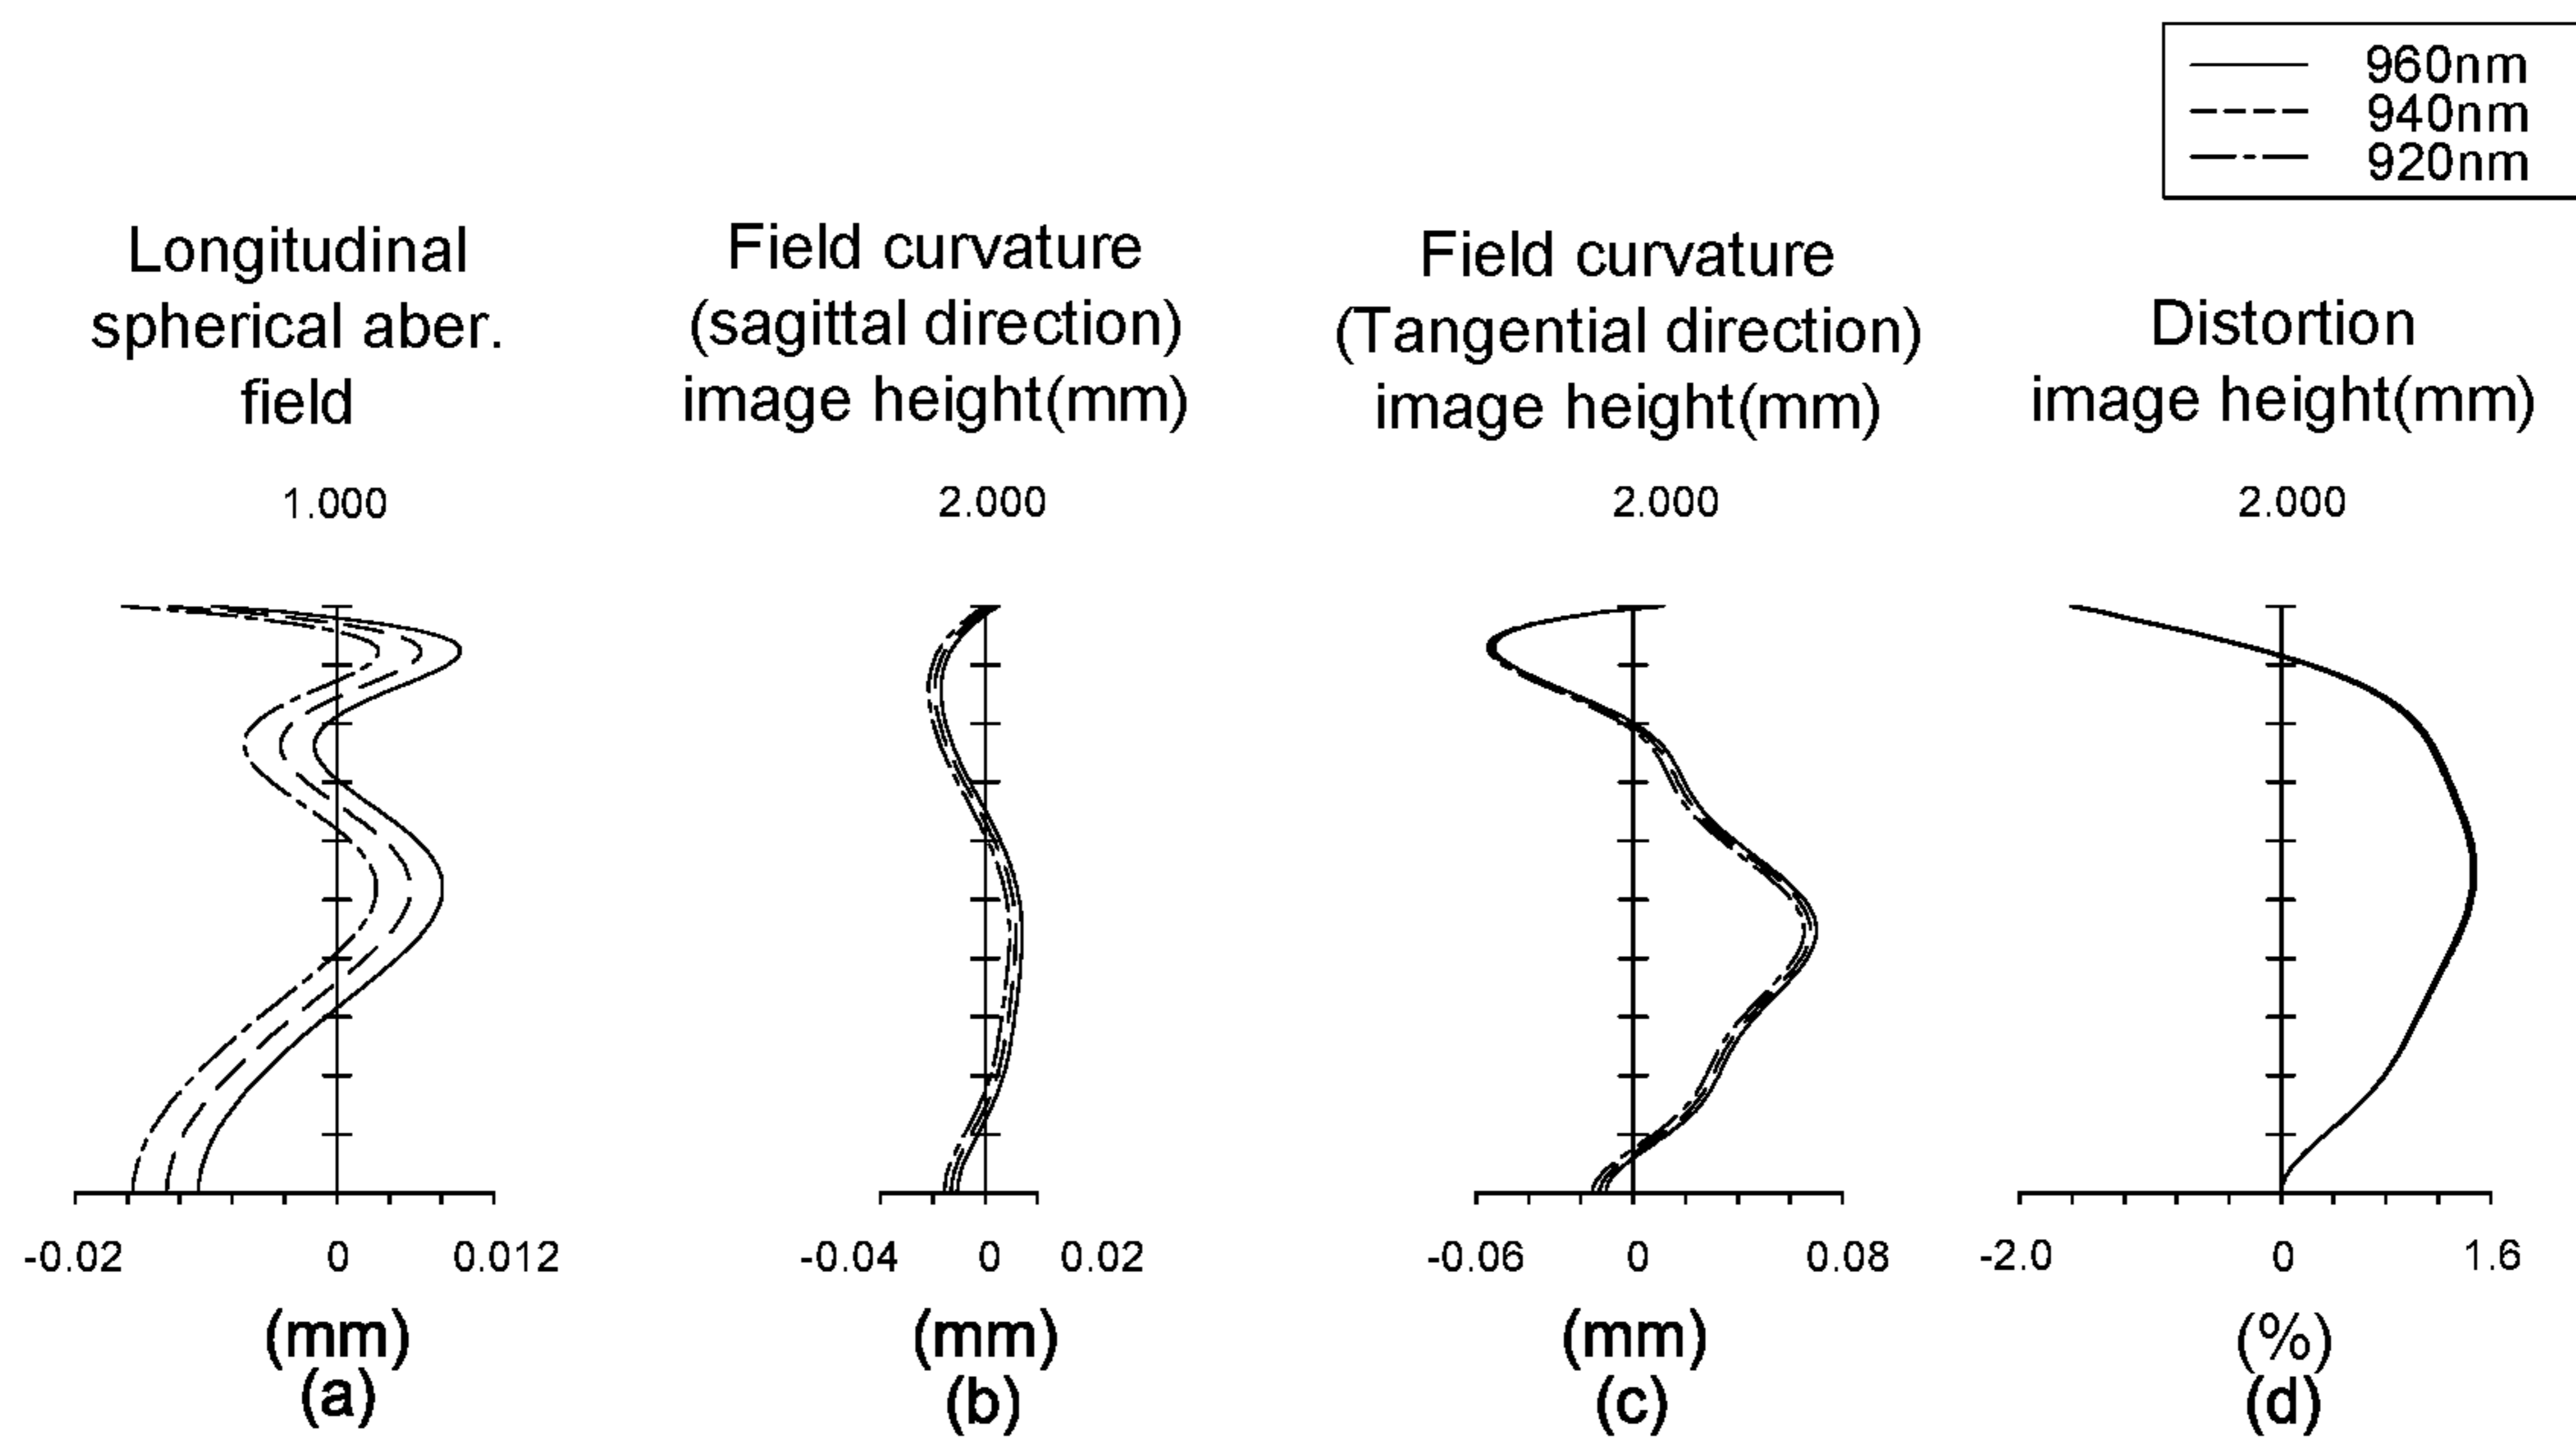 960nm
940nm
920nm
Longitudinal
spherical aber.
field
1.000
-0.02 0 0.012
(mm)
(a)
Field curvature
(sagittal direction)
image height(mm)
2.000
-0.04 0 0.02
(mm)
(b)
Field curvature
(Tangential direction)
image height(mm)
2.000
-0.06 0 0.08
(mm)
(c)
Distortion
image height(mm)
2.000
-2.0 0 1.6
(%)
(d)